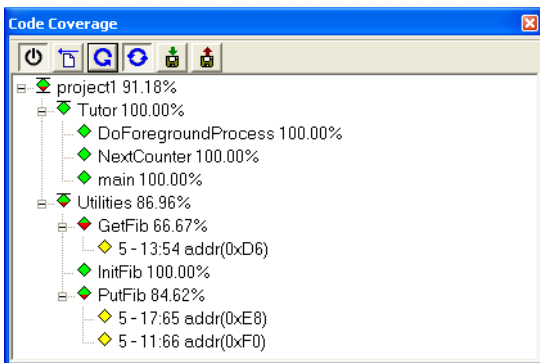 Code Coverage
project1 91.18%
Tutor 100.00%
DoForegroundProcess 100.00%
NextCounter 100.00%
main 100.00%
Utilities 86.96%
GetFib 66.67%
5 - 13:54 addr(0xD6)
InitFib 100.00%
PutFib 84.62%
5 - 17:65 addr(0xE8)
5 - 11:66 addr(0xF0)